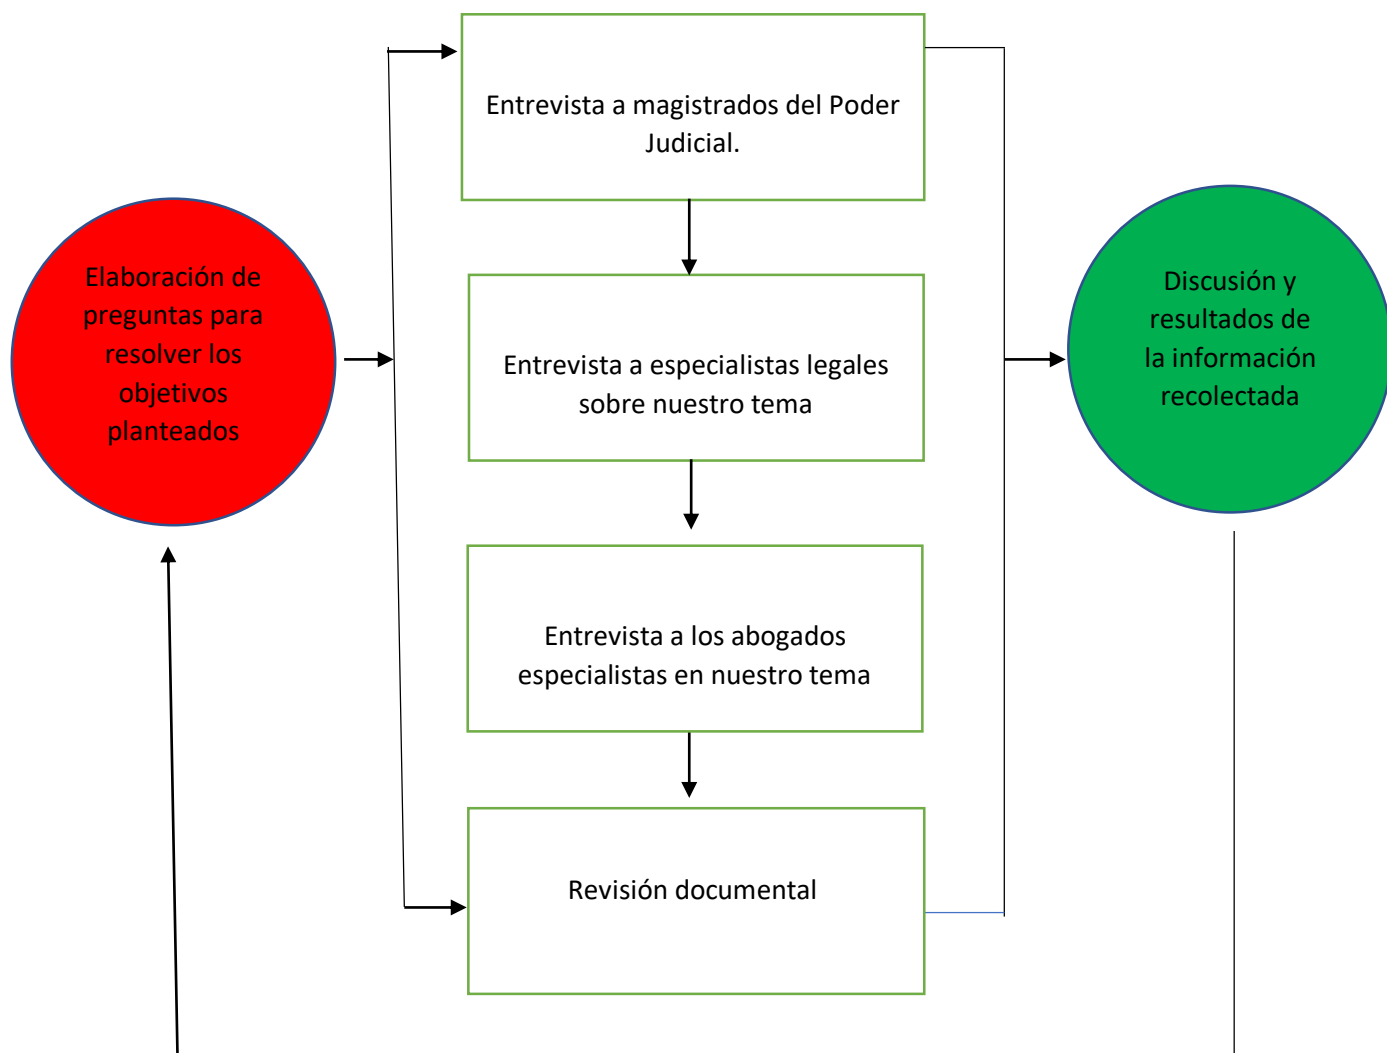 Entrevista a magistrados del Poder
Judicial.
Elaboración de
preguntas para
resolver los
objetivos
planteados
Entrevista a especialistas legales
sobre nuestro tema
Entrevista a los abogados
especialistas en nuestro tema
Revisión documental
Discusión y
resultados de
la información
recolectada